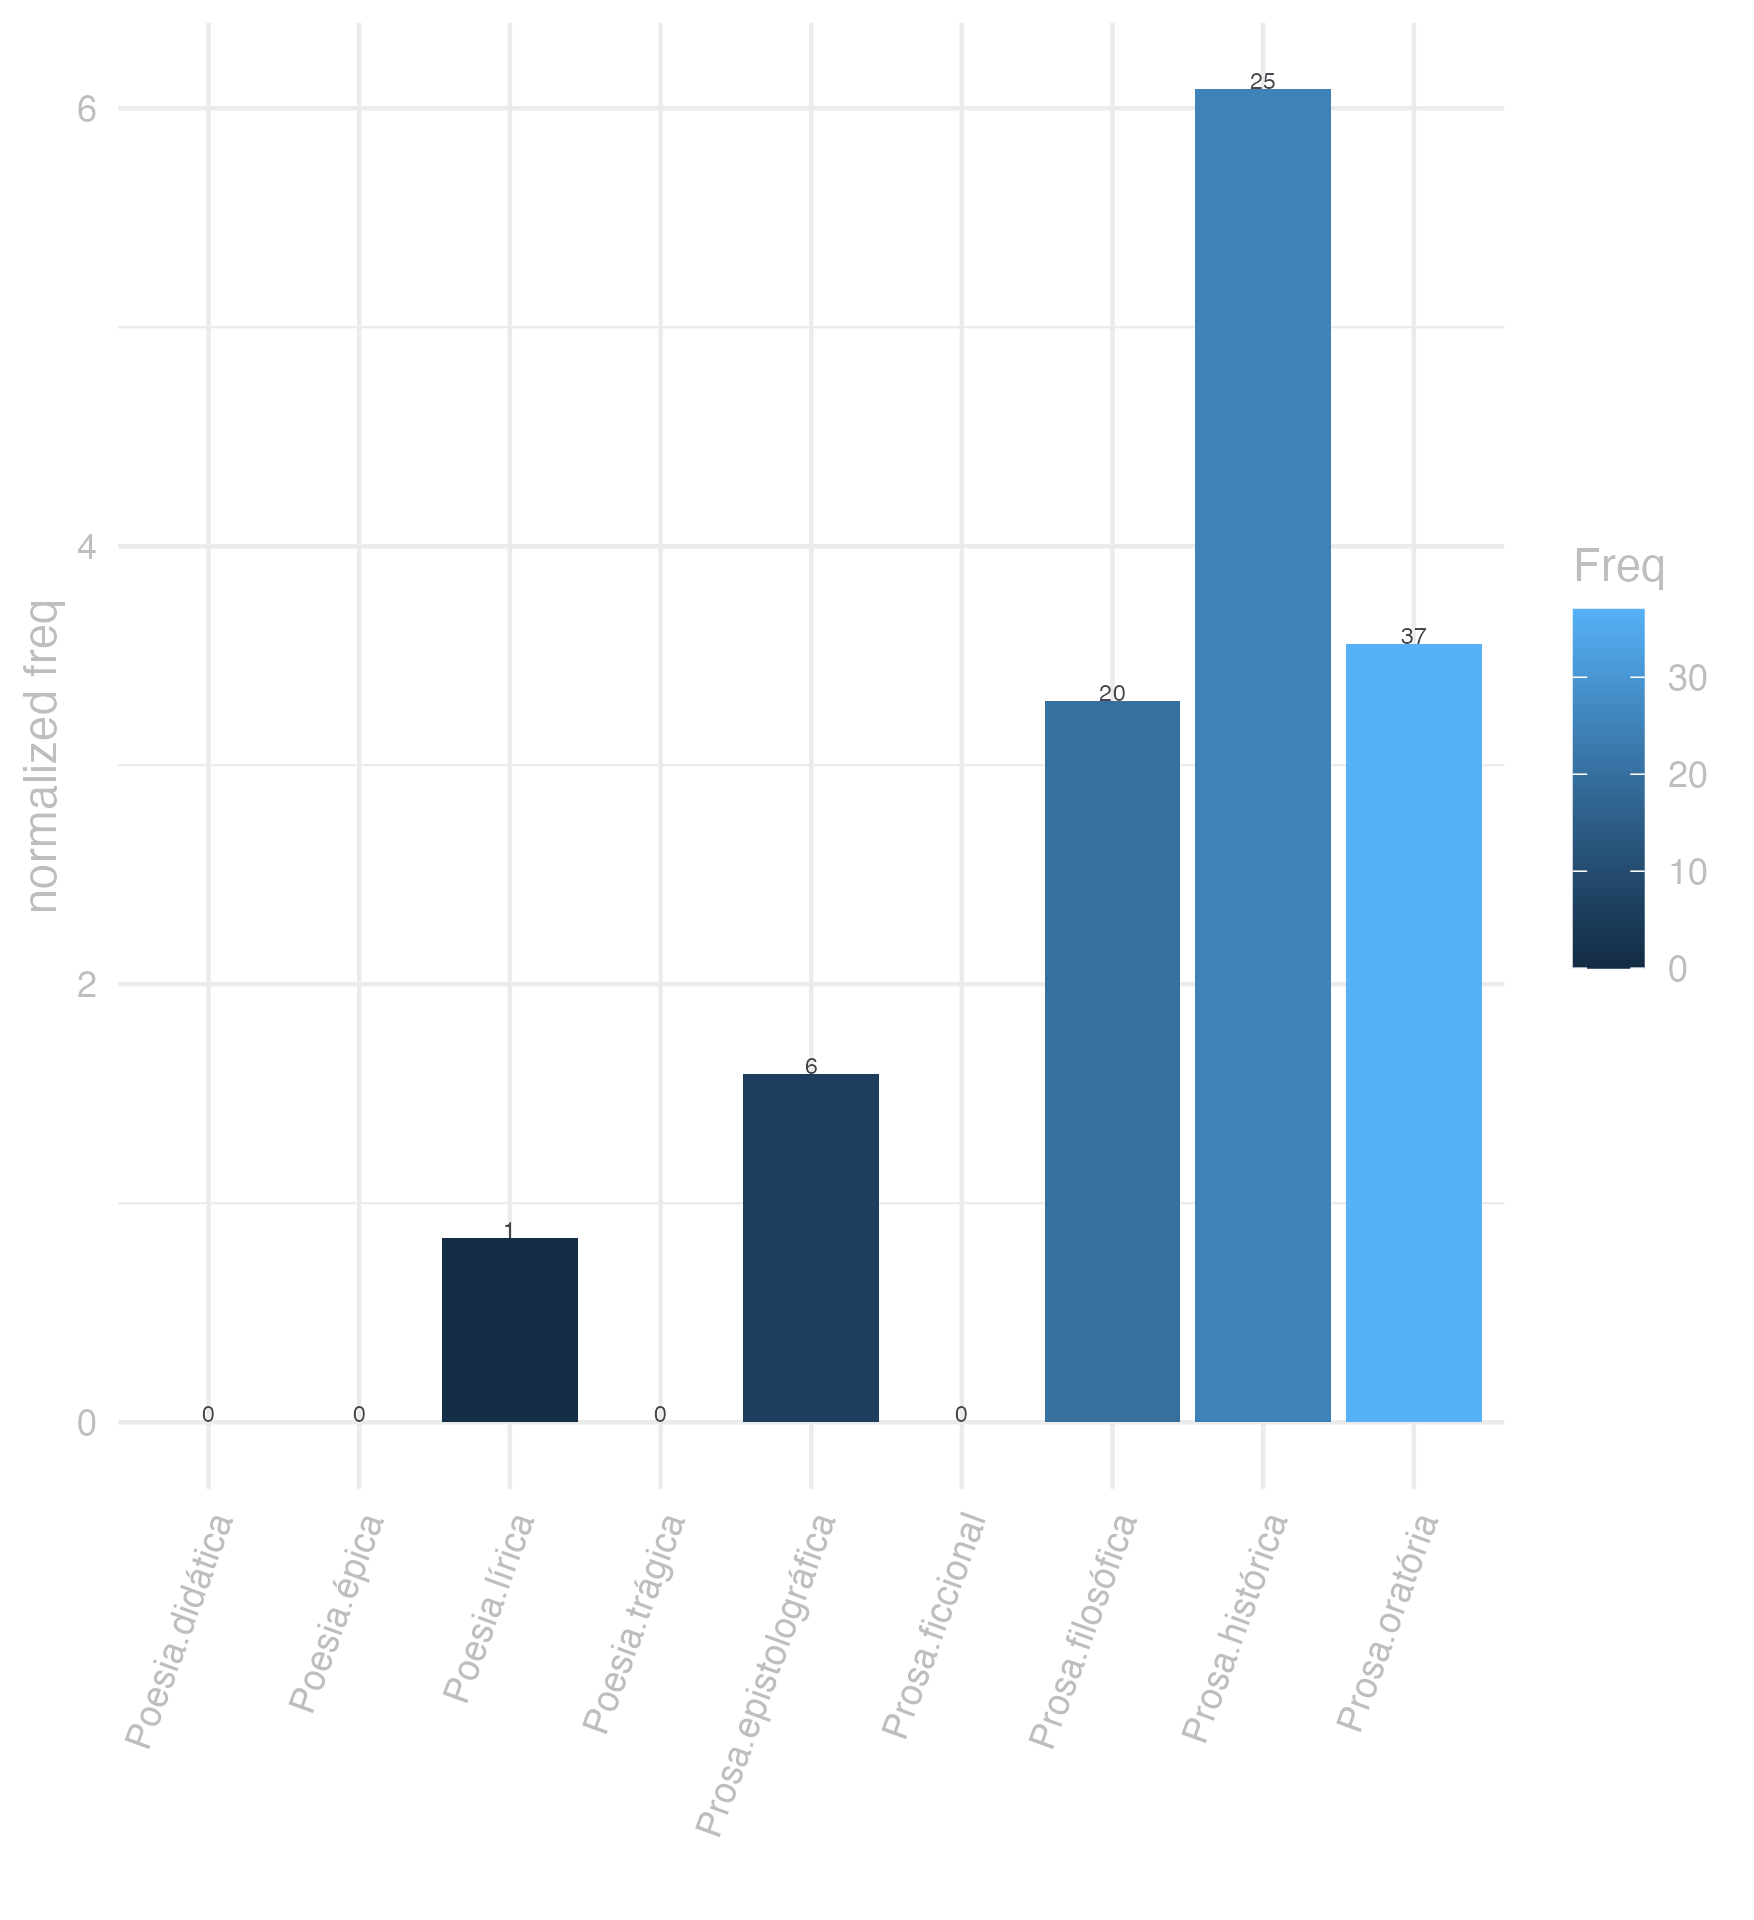 normalized freq
6
4
2
0
0
0
1
0
6
0
20
25
37
Poesia.didática
Poesia.épica
Poesia.lírica
Poesia.trágica
Prosa.epistolográfica
Prosa.ficcional
Prosa.filosófica
Prosa.histórica
Prosa.oratória
Freq
30
20
10
0